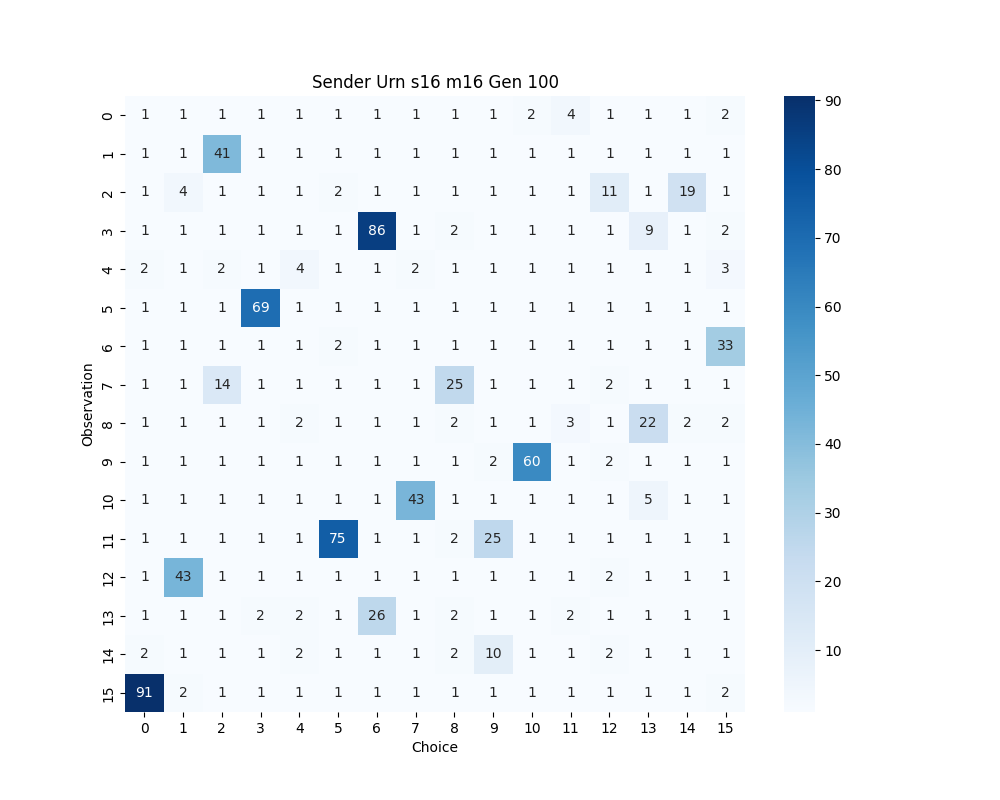 Sender Urn s16 m16 Gen 100
0 1 1 1 1 1 1 1 1 1 1 2 4 1 1 1 2
1 1 1 41 1 1 1 1 1 1 1 1 1 1 1 1 1
2 1 4 1 1 1 2 1 1 1 1 1 1 11 1 19 1
3 1 1 1 1 1 1 86 1 2 1 1 1 1 9 1 2
4 2 1 2 1 4 1 1 2 1 1 1 1 1 1 1 3
5 1 1 1 69 1 1 1 1 1 1 1 1 1 1 1 1
6 1 1 1 1 1 2 1 1 1 1 1 1 1 1 1 33
7 1 1 14 1 1 1 1 1 25 1 1 1 2 1 1 1
8 1 1 1 1 2 1 1 1 2 1 1 3 1 22 2 2
9 1 1 1 1 1 1 1 1 1 2 60 1 2 1 1 1
10 1 1 1 1 1 1 1 43 1 1 1 1 1 5 1 1
11 1 1 1 1 1 75 1 1 2 25 1 1 1 1 1 1
12 1 43 1 1 1 1 1 1 1 1 1 1 2 1 1 1
13 1 1 1 2 2 1 26 1 2 1 1 2 1 1 1 1
14 2 1 1 1 2 1 1 1 2 10 1 1 2 1 1 1
15 91 2 1 1 1 1 1 1 1 1 1 1 1 1 1 2
0 1 2 3 4 5 6 7 8 9 10 11 12 13 14 15
Choice
Observation
90
80
70
60
50
40
30
20
10